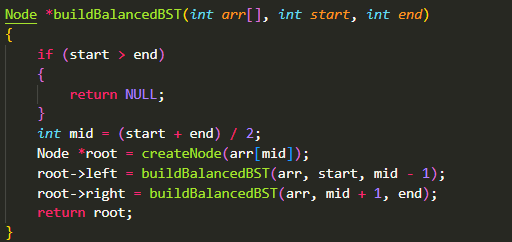 Node *buildBalancedBST(int arr[], int start, int end)
{
    if (start > end)
    {
        return NULL;
    }
    int mid = (start + end) / 2;
    Node *root = createNode(arr[mid]);
    root->left = buildBalancedBST(arr, start, mid - 1);
    root->right = buildBalancedBST(arr, mid + 1, end);
    return root;
}